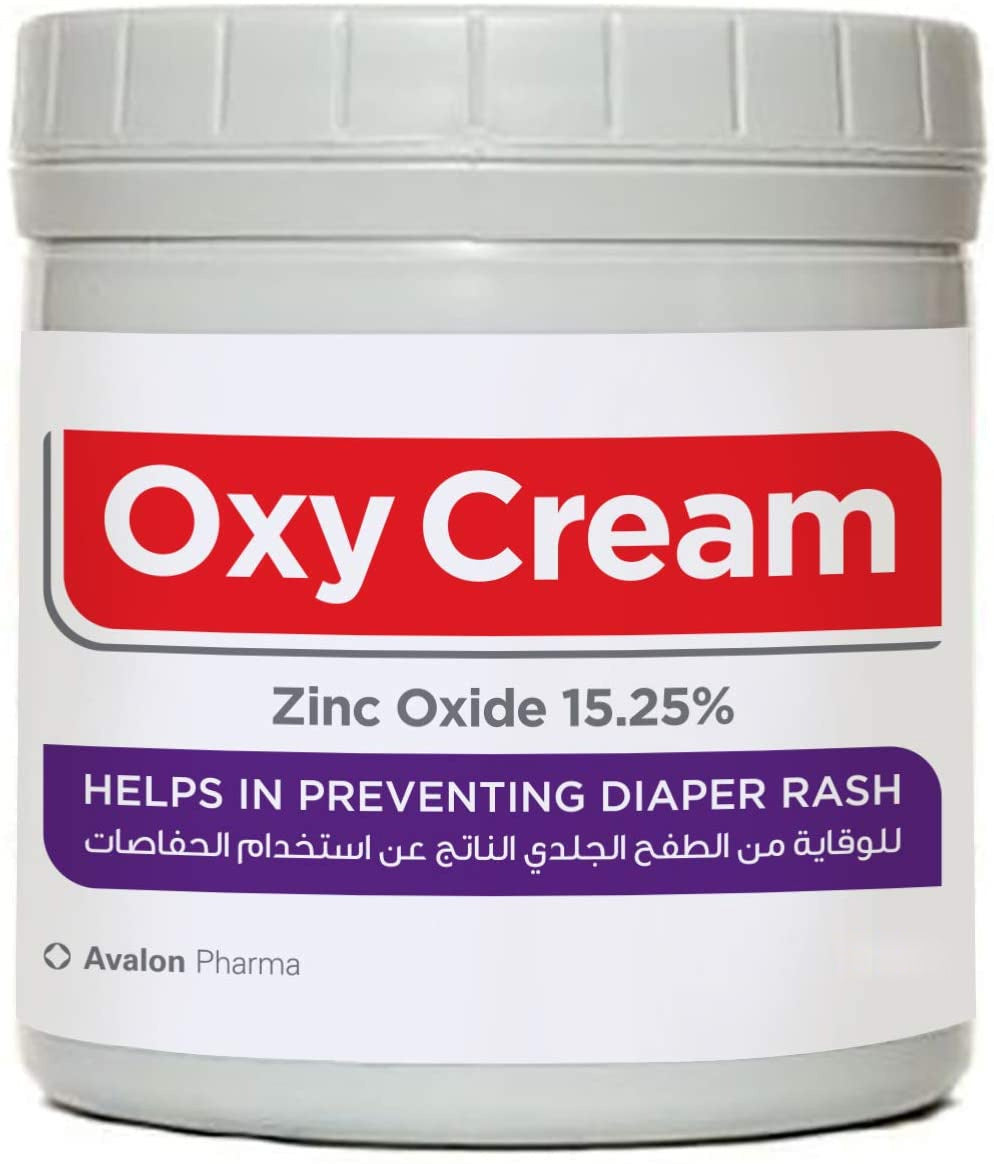 Oxy Cream
Zinc Oxide 15.25%
HELPS IN PREVENTING DIAPER RASH
للوقاية من الطفح الجلدي الناتج عن استخدام الحفاضات
Avalon Pharma